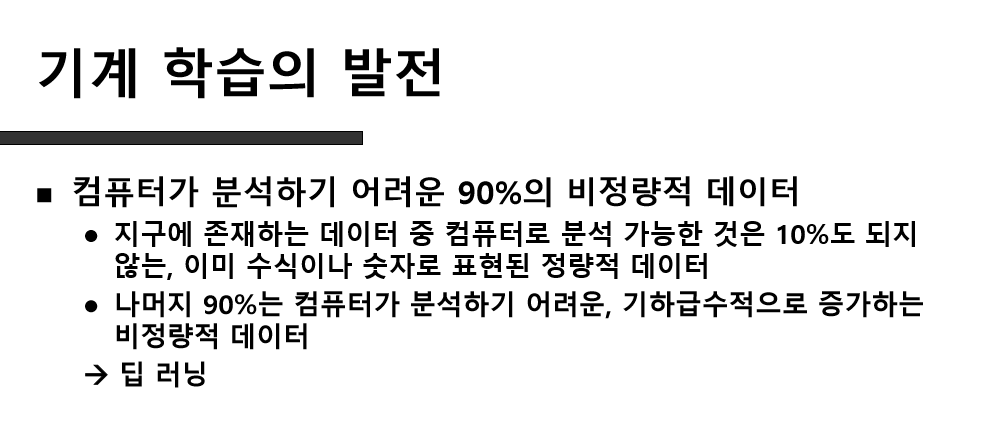 기계 학습의 발전
■ 컴퓨터가 분석하기 어려운 90%의 비정량적 데이터
● 지구에 존재하는 데이터 중 컴퓨터로 분석 가능한 것은 10%도 되지
않는, 이미 수식이나 숫자로 표현된 정량적 데이터
● 나머지 90%는 컴퓨터가 분석하기 어려운, 기하급수적으로 증가하는
비정량적 데이터
→ 딥 러닝